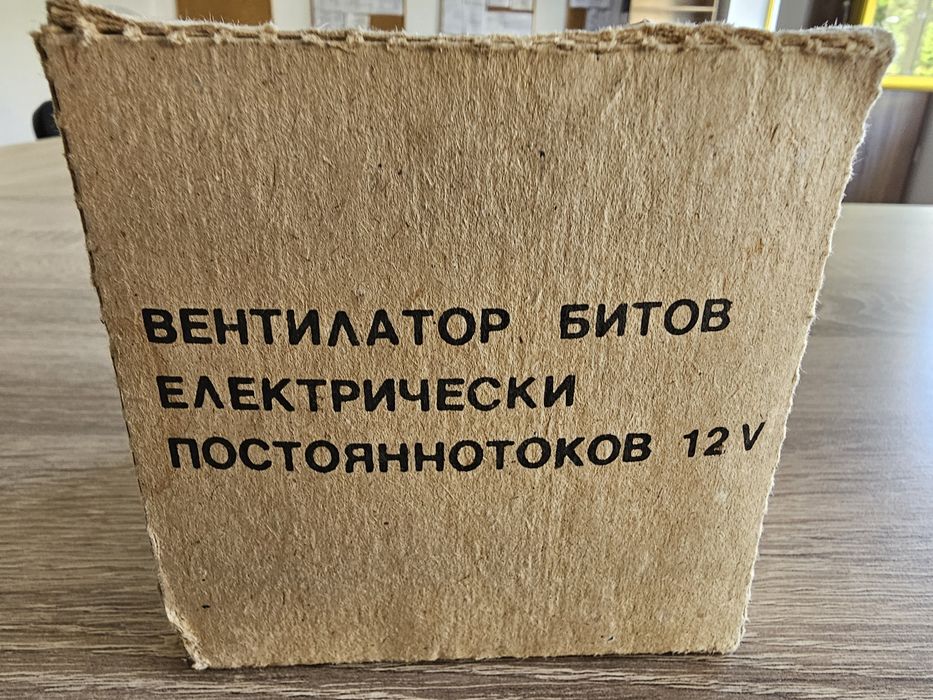 ВЕНТИЛАТОР БИТОВ
ЕЛЕКТРИЧЕСКИ
ПОСТОЯННОТОКОВ 12 V